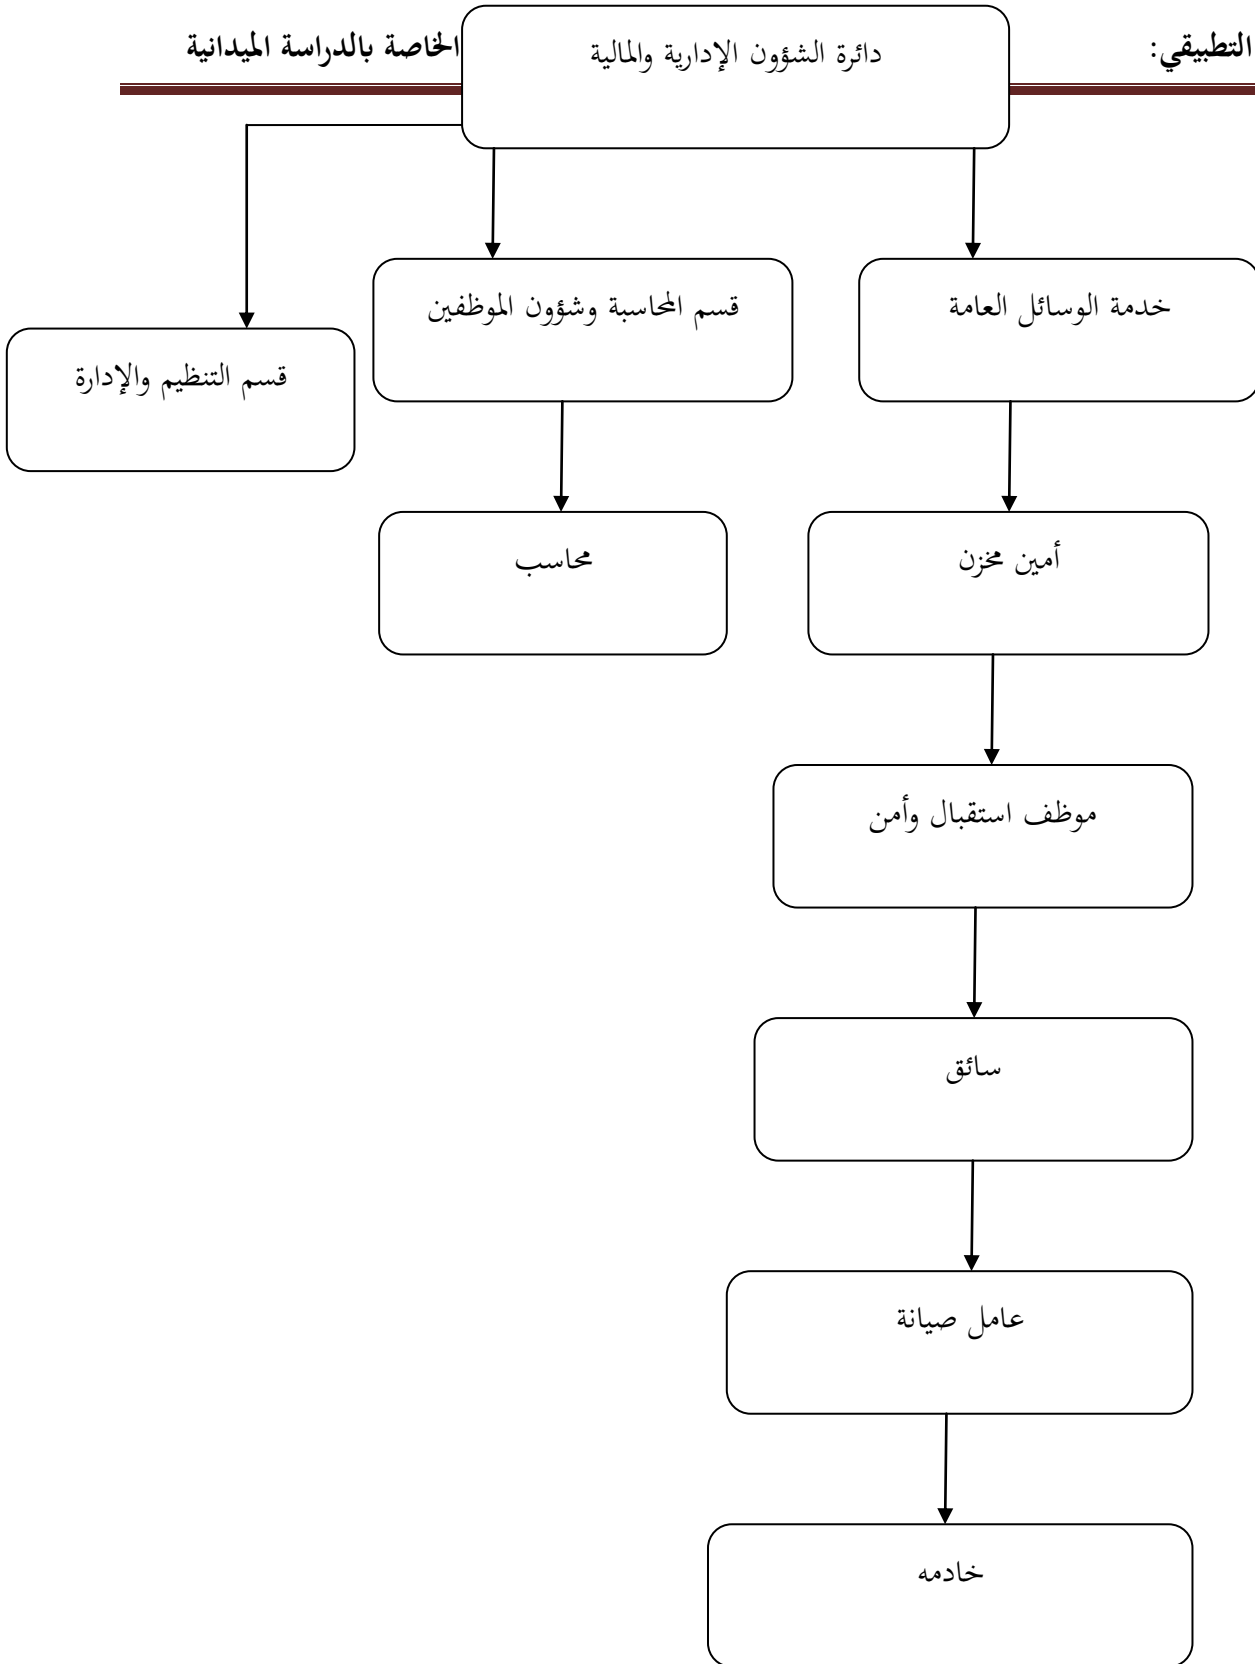 التطبيقي:
الخاصة بالدراسة الميدانية
دائرة الشؤون الإدارية والمالية
خدمة الوسائل العامة
قسم المحاسبة وشؤون الموظفين
قسم التنظيم والإدارة
أمين مخزن
محاسب
موظف استقبال وأمن
سائق
عامل صيانة
خادمه